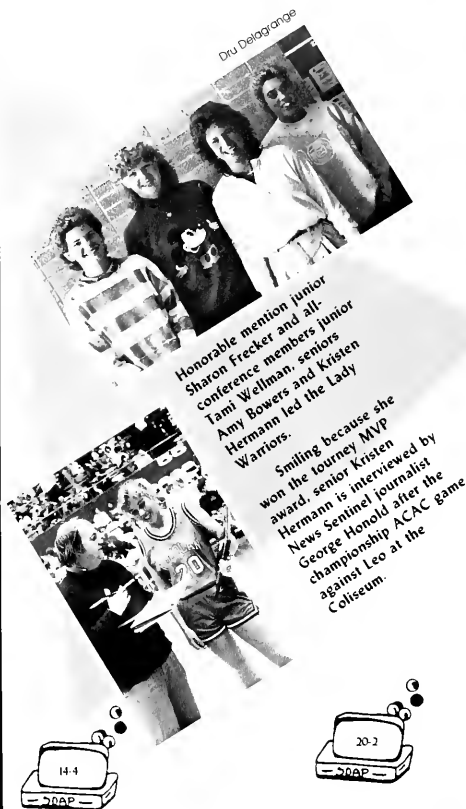 Dru Delagrange
Honorable mention junior
Sharon Frecker and all-
conference members junior
Tami Wellman, seniors
Amy Bowers and Kristen
Hermann led the Lady
Warriors.
Smiling because she
won the tourney MVP
award, senior Kristen
Hermann is interviewed by
News Sentinel journalist
George Honold after the
championship ACAC game
against Leo at the
Coliseum.
20
14-4
SOAP
20-2
SOAP